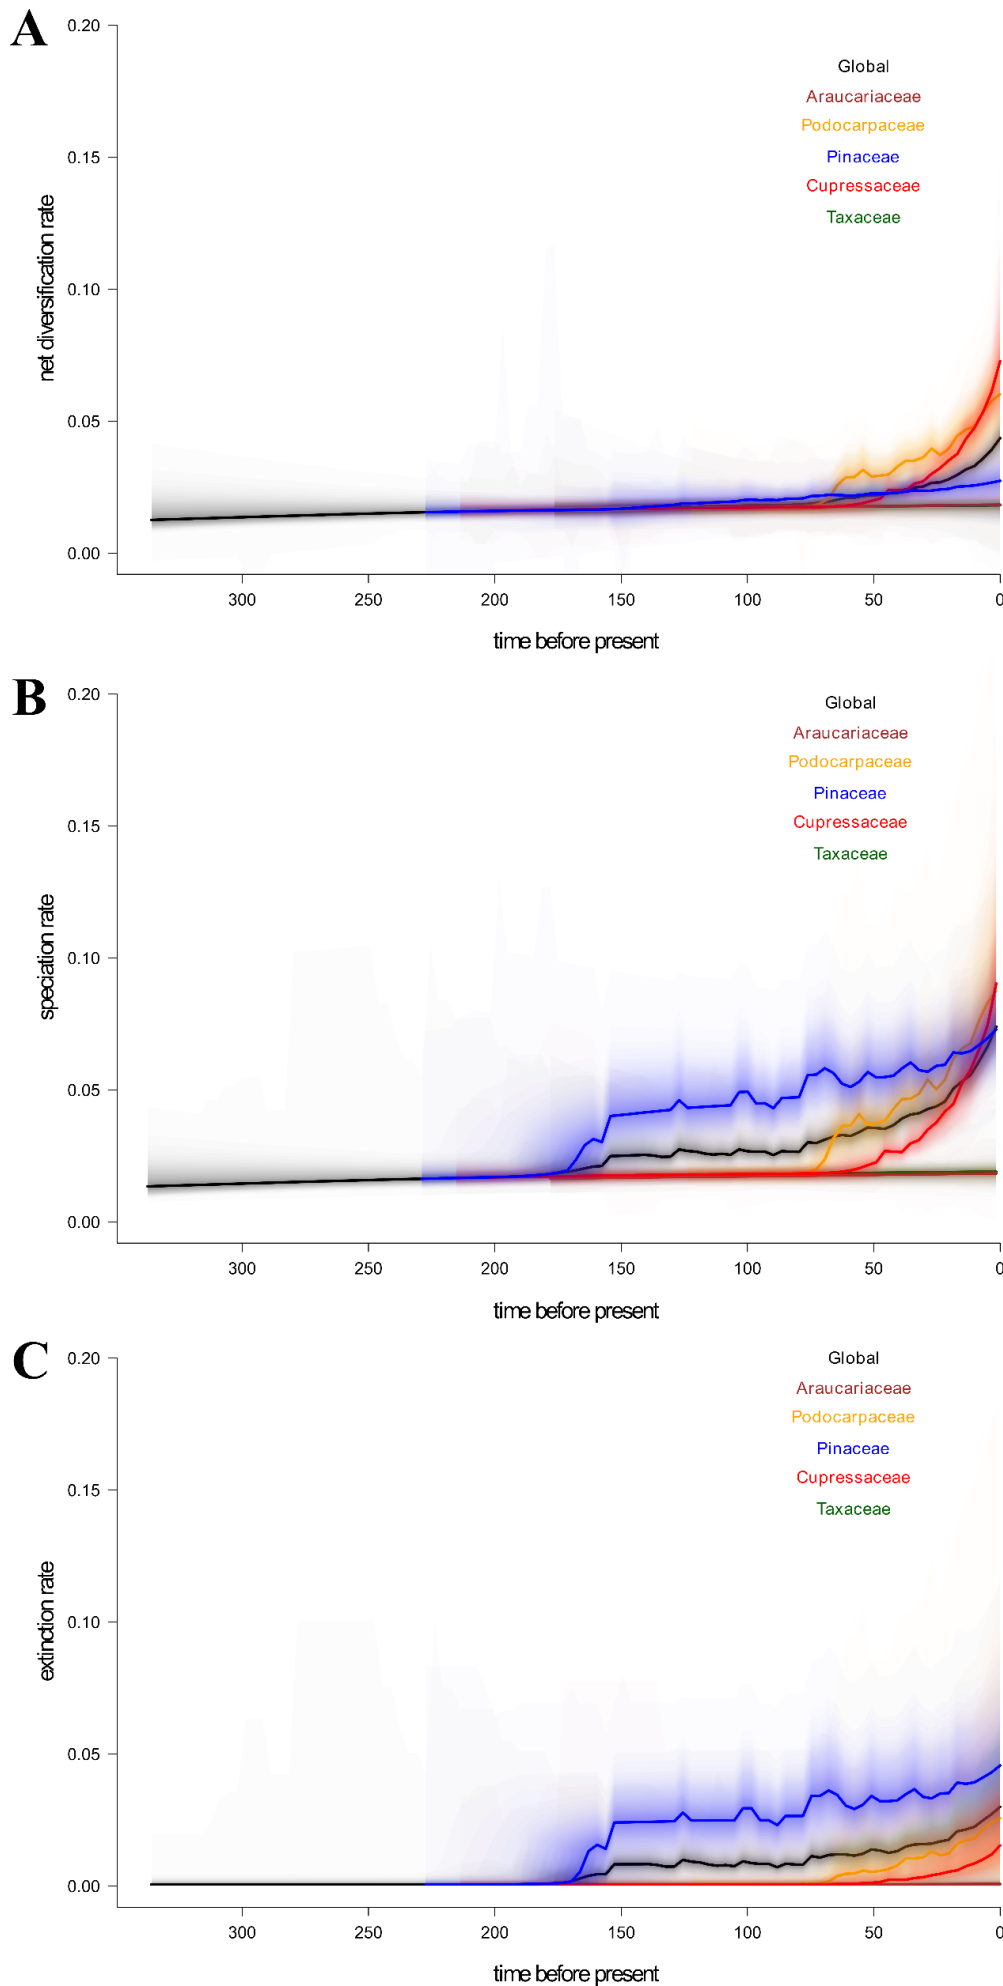 A
0.20
Global
Araucariaceae
Podocarpaceae
Pinaceae
Cupressaceae
Taxaceae
0.15
0.10
0.05
0.00
net diversification rate
300 250 200 150 100 50 0
time before present
B
0.20
Global
Araucariaceae
Podocarpaceae
Pinaceae
Cupressaceae
Taxaceae
0.15
0.10
0.05
0.00
speciation rate
300 250 200 150 100 50 0
time before present
C
0.20
Global
Araucariaceae
Podocarpaceae
Pinaceae
Cupressaceae
Taxaceae
0.15
0.10
0.05
0.00
extinction rate
300 250 200 150 100 50 0
time before present